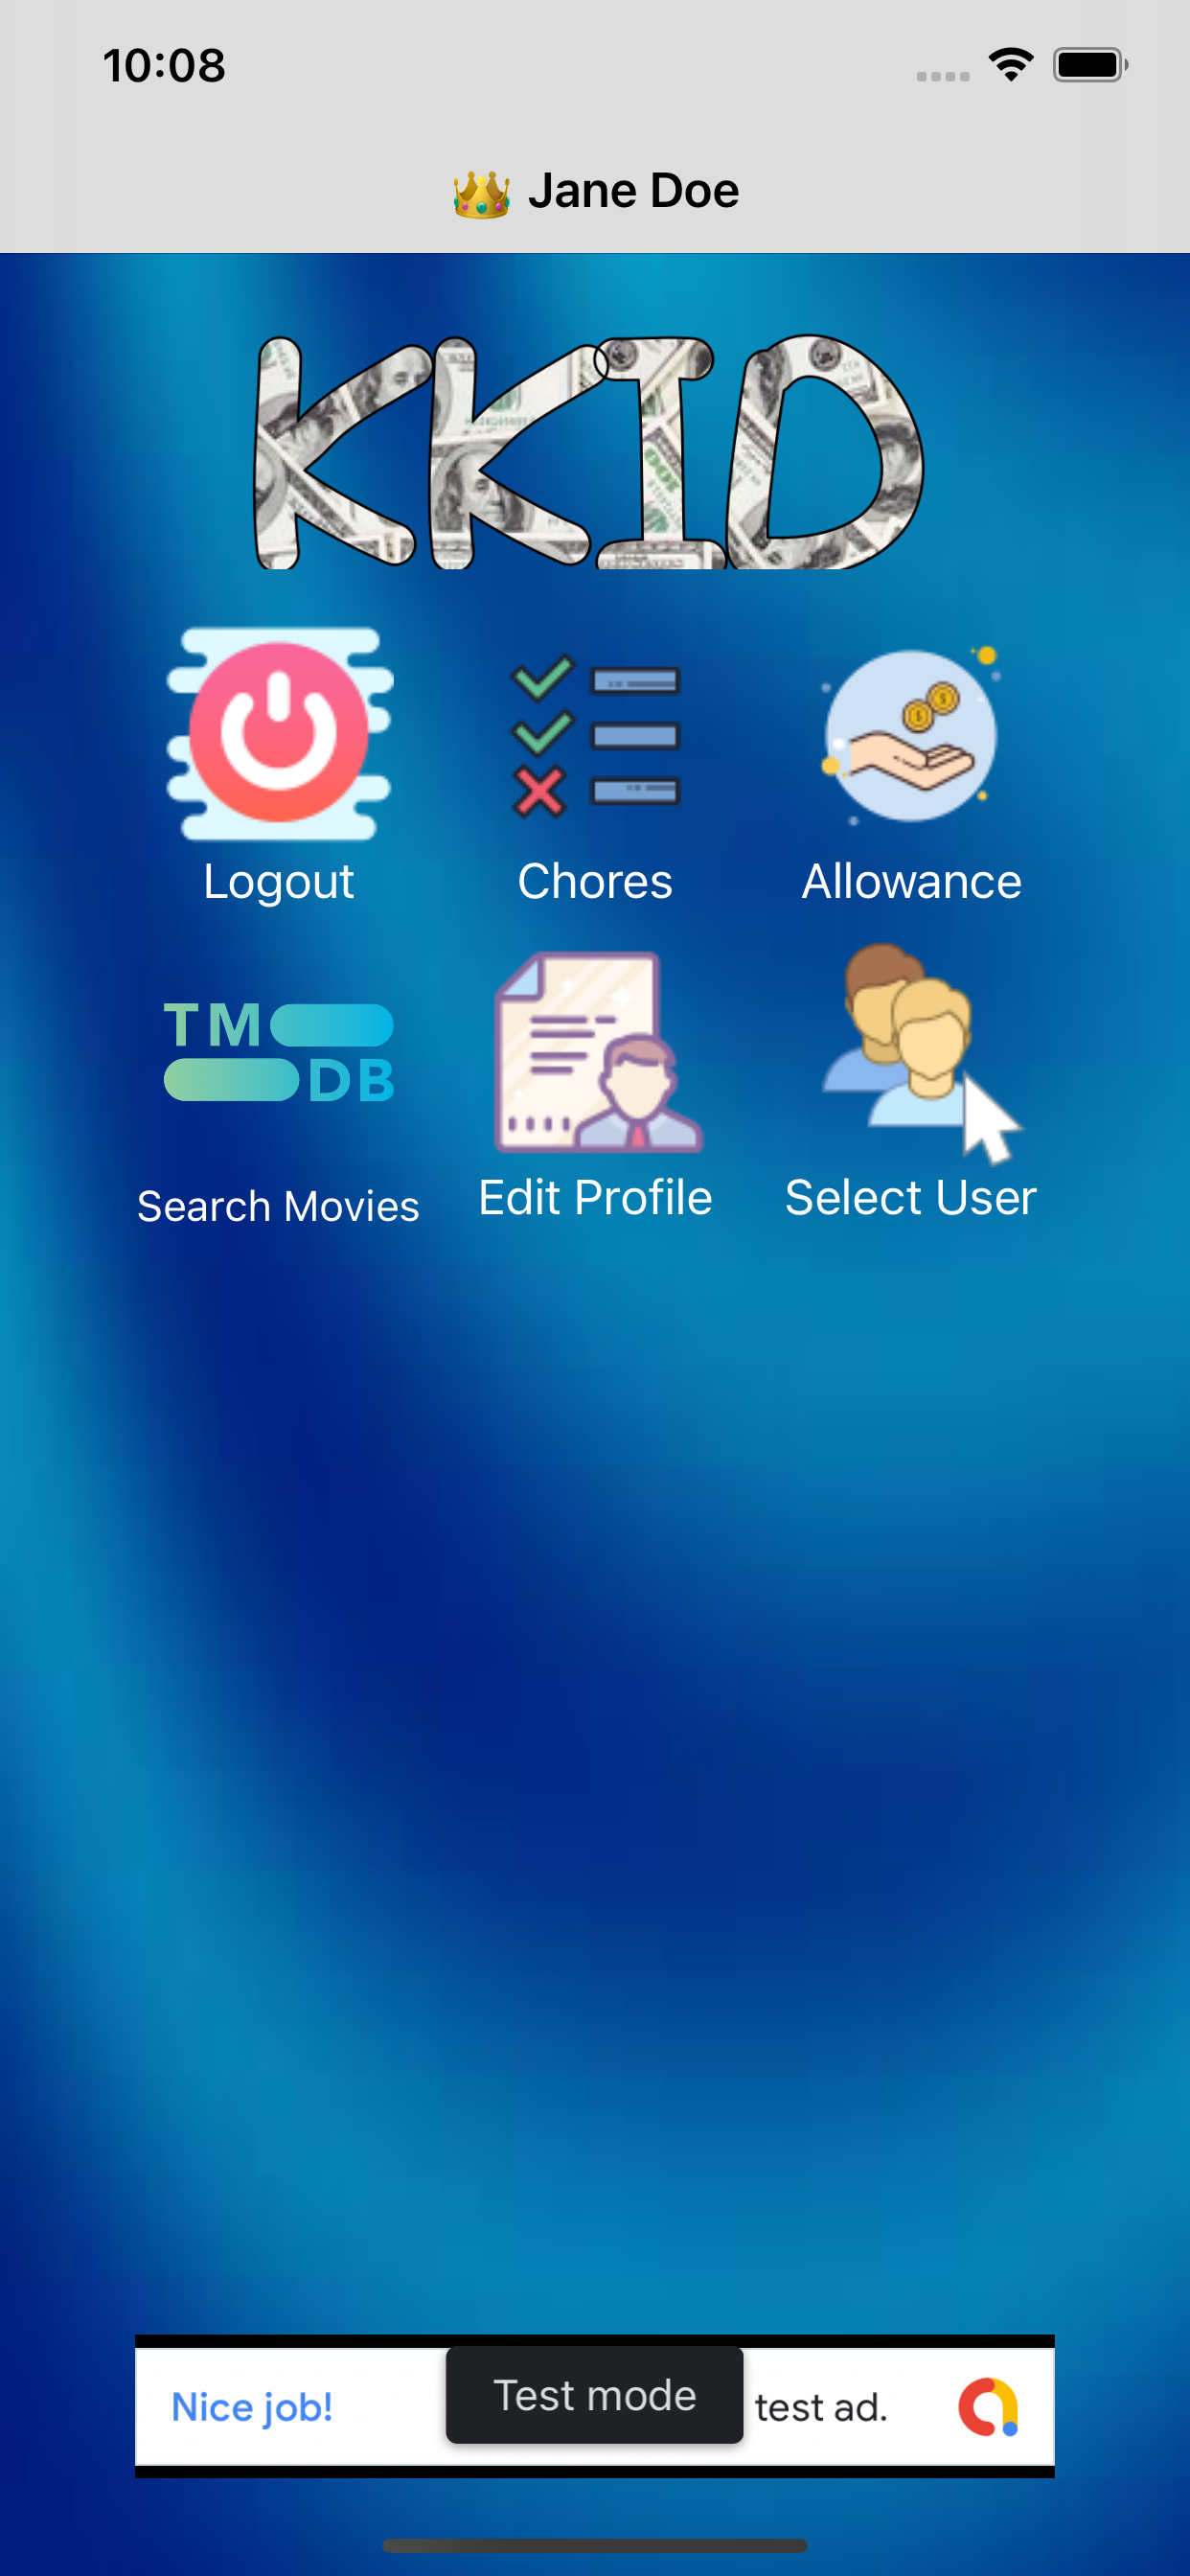 10:08
👑 Jane Doe
KKID
Logout Chores Allowance
TM
DB
Search Movies Edit Profile Select User
Nice job! Test mode test ad.